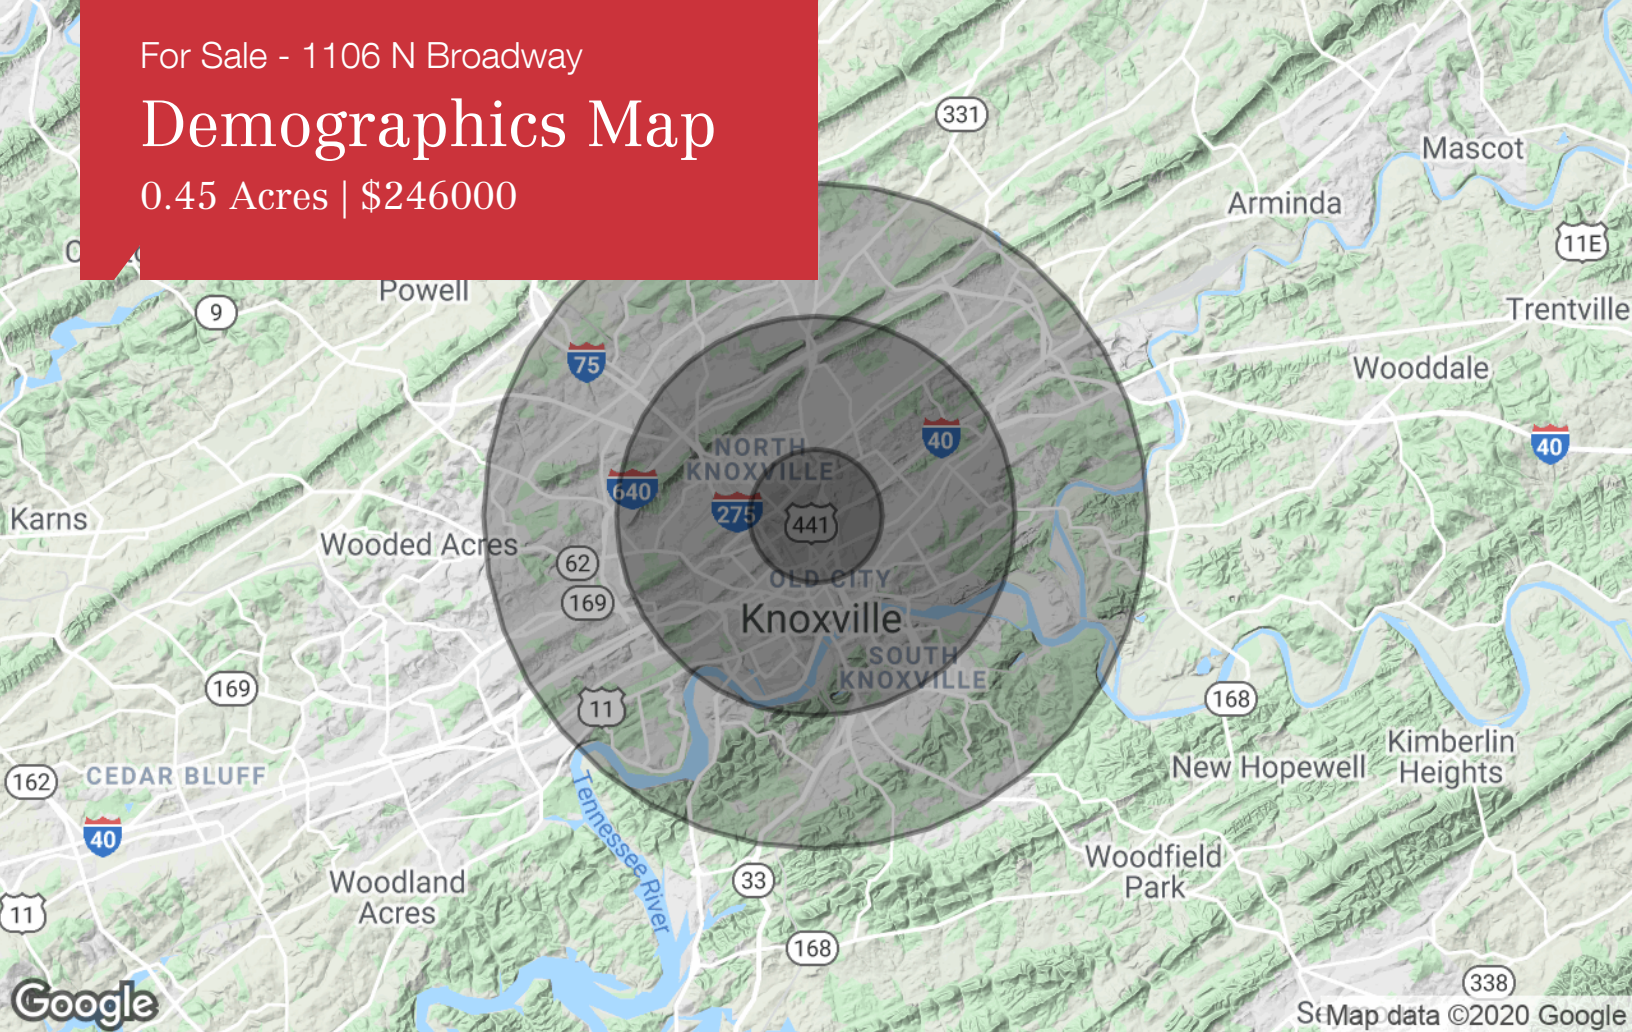 For Sale - 1106 N Broadway
Demographics Map
0.45 Acres | $246000
331
Mascot
Arminda
11E
Powell
9
Trentville
75
Wooddale
NORTH
KNOXVILLE
40
40
640
275
441
Karns
Wooded Acres
62
OLD CITY
169
Knoxville
SOUTH
KNOXVILLE
169
11
168
Kimberlin
Heights
New Hopewell
162
CEDAR BLUFF
Tennessee River
40
Woodfield
Park
Woodland
Acres
33
11
168
338
Google
Map data ©2020 Google